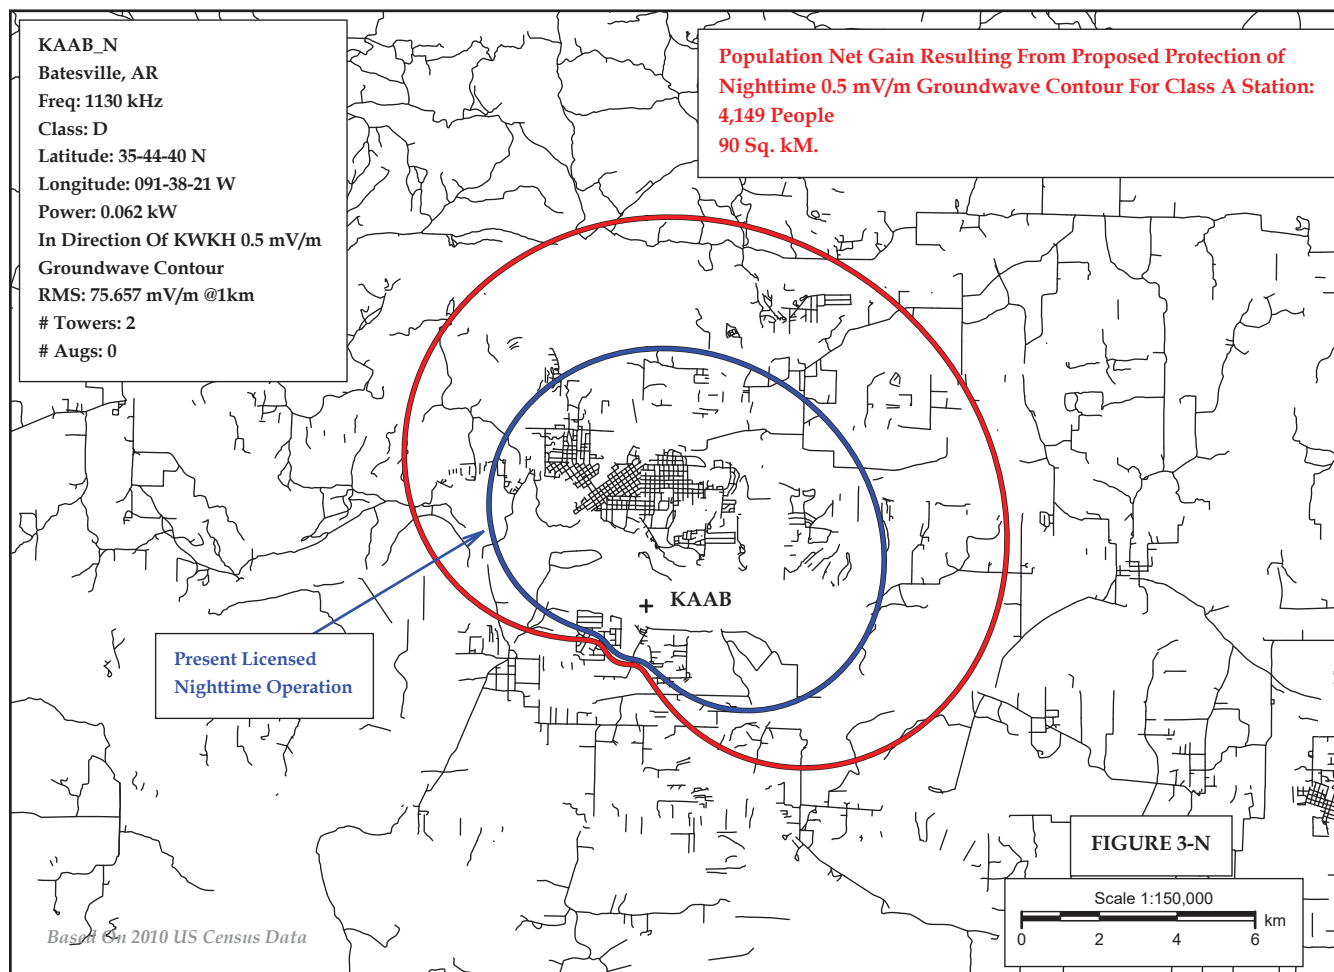 KAAB_N
Batesville, AR
Freq: 1130 kHz
Class: D
Latitude: 35-44-40 N
Longitude: 091-38-21 W
Power: 0.062 kW
In Direction Of KWKH 0.5 mV/m
Groundwave Contour
RMS: 75.657 mV/m @1km
# Towers: 2
# Augs: 0
Population Net Gain Resulting From Proposed Protection of
Nighttime 0.5 mV/m Groundwave Contour For Class A Station:
4,149 People
90 Sq. kM.
KAAB
Present Licensed
Nighttime Operation
FIGURE 3-N
Scale 1:150,000
0 2 4 6 km
Based On 2010 US Census Data